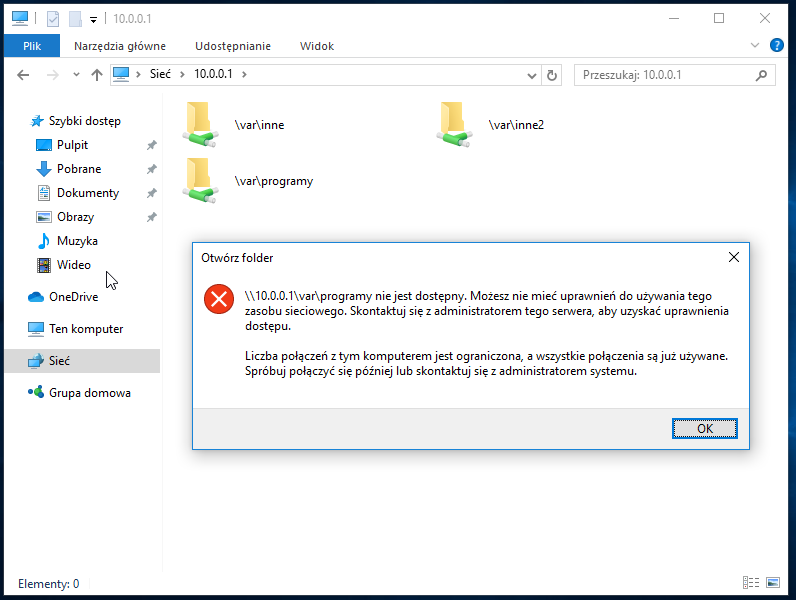 10.0.0.1
Plik Narzędzia główne Udostępnianie Widok
Sieć 10.0.0.1
Przeszukaj: 10.0.0.1
Szybki dostęp
Pulpit
Pobrane
Dokumenty
Obrazy
Muzyka
Wideo
OneDrive
Ten komputer
Sieć
Grupa domowa
\var\inne
\var\inne2
\var\programy
Otwórz folder
\\10.0.0.1\var\programy nie jest dostępny. Możesz nie mieć uprawnień do używania tego
zasobu sieciowego. Skontaktuj się z administratorem tego serwera, aby uzyskać uprawnienia
dostępu.
Liczba połączeń z tym komputerem jest ograniczona, a wszystkie połączenia są już używane.
Spróbuj połączyć się później lub skontaktuj się z administratorem systemu.
OK
Elementy: 0